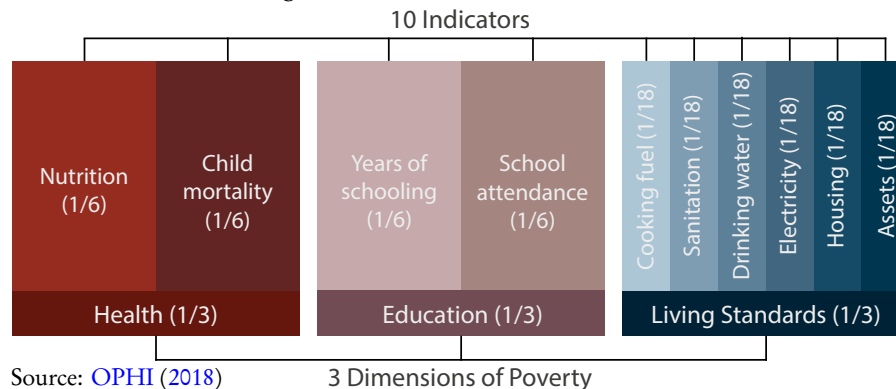 10 Indicators
Nutrition
(1/6)
Child
mortality
(1/6)
Years of
schooling
(1/6)
School
attendance
(1/6)
Cooking fuel (1/18)
Sanitation (1/18)
Drinking water (1/18)
Electricity (1/18)
Housing (1/18)
Assets (1/18)
Health (1/3)
Education (1/3)
Living Standards (1/3)
Source: OPHI (2018)
3 Dimensions of Poverty